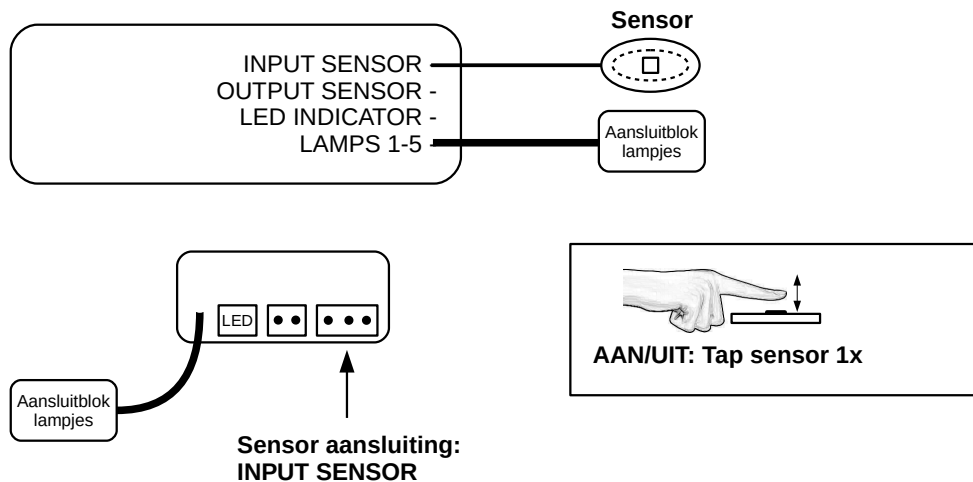 Sensor
INPUT SENSOR
OUTPUT SENSOR -
LED INDICATOR -
LAMPS 1-5 -
Aansluitblok
lampjes
LED
Aansluitblok
lampjes
Sensor aansluiting:
INPUT SENSOR
AAN/UIT: Tap sensor 1x